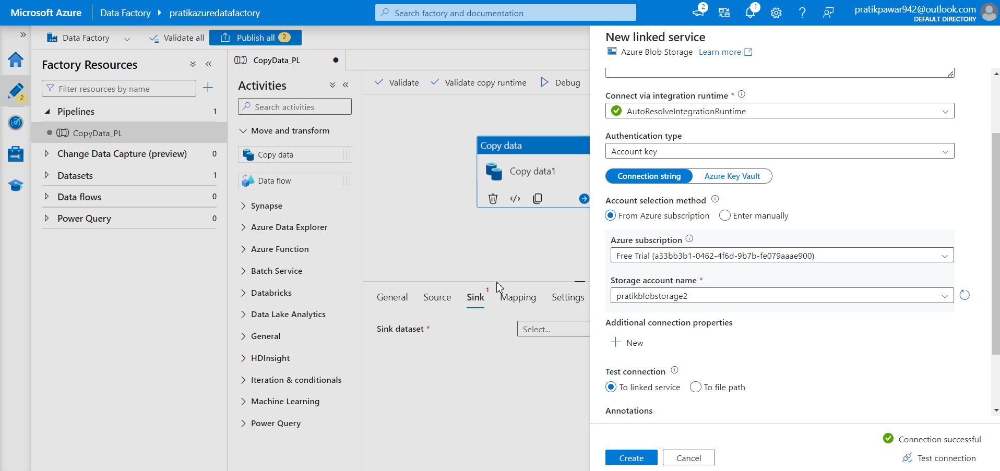 Microsoft Azure
Data Factory
pratikazuredatafactory
Search factory and documentation
2
1
pratikpawar942@outlook.com
DEFAULT DIRECTORY
2
Data Factory
Validate all
Publish all 2
Factory Resources
Filter resources by name
Pipelines 1
CopyData_PL
Change Data Capture (preview) 0
Datasets 1
Data flows 0
Power Query 0
CopyData_PL
Activities
Search activities
Move and transform
Copy data
Data flow
Synapse
Azure Data Explorer
Azure Function
Batch Service
Databricks
Data Lake Analytics
General
HDInsight
Iteration & conditionals
Machine Learning
Power Query
Validate
Validate copy runtime
Debug
Copy data
Copy data1
General
Source
Sink 1
Mapping
Settings
Sink dataset *
Select...
New linked service
Azure Blob Storage Learn more
Connect via integration runtime *
AutoResolveIntegrationRuntime
Authentication type
Account key
Connection string
Azure Key Vault
Account selection method
From Azure subscription
Enter manually
Azure subscription
Free Trial (a33bb3b1-0462-4f6d-9b7b-fe079aaae900)
Storage account name *
pratikblobstorage2
Additional connection properties
New
Test connection
To linked service
To file path
Annotations
Connection successful
Create
Cancel
Test connection